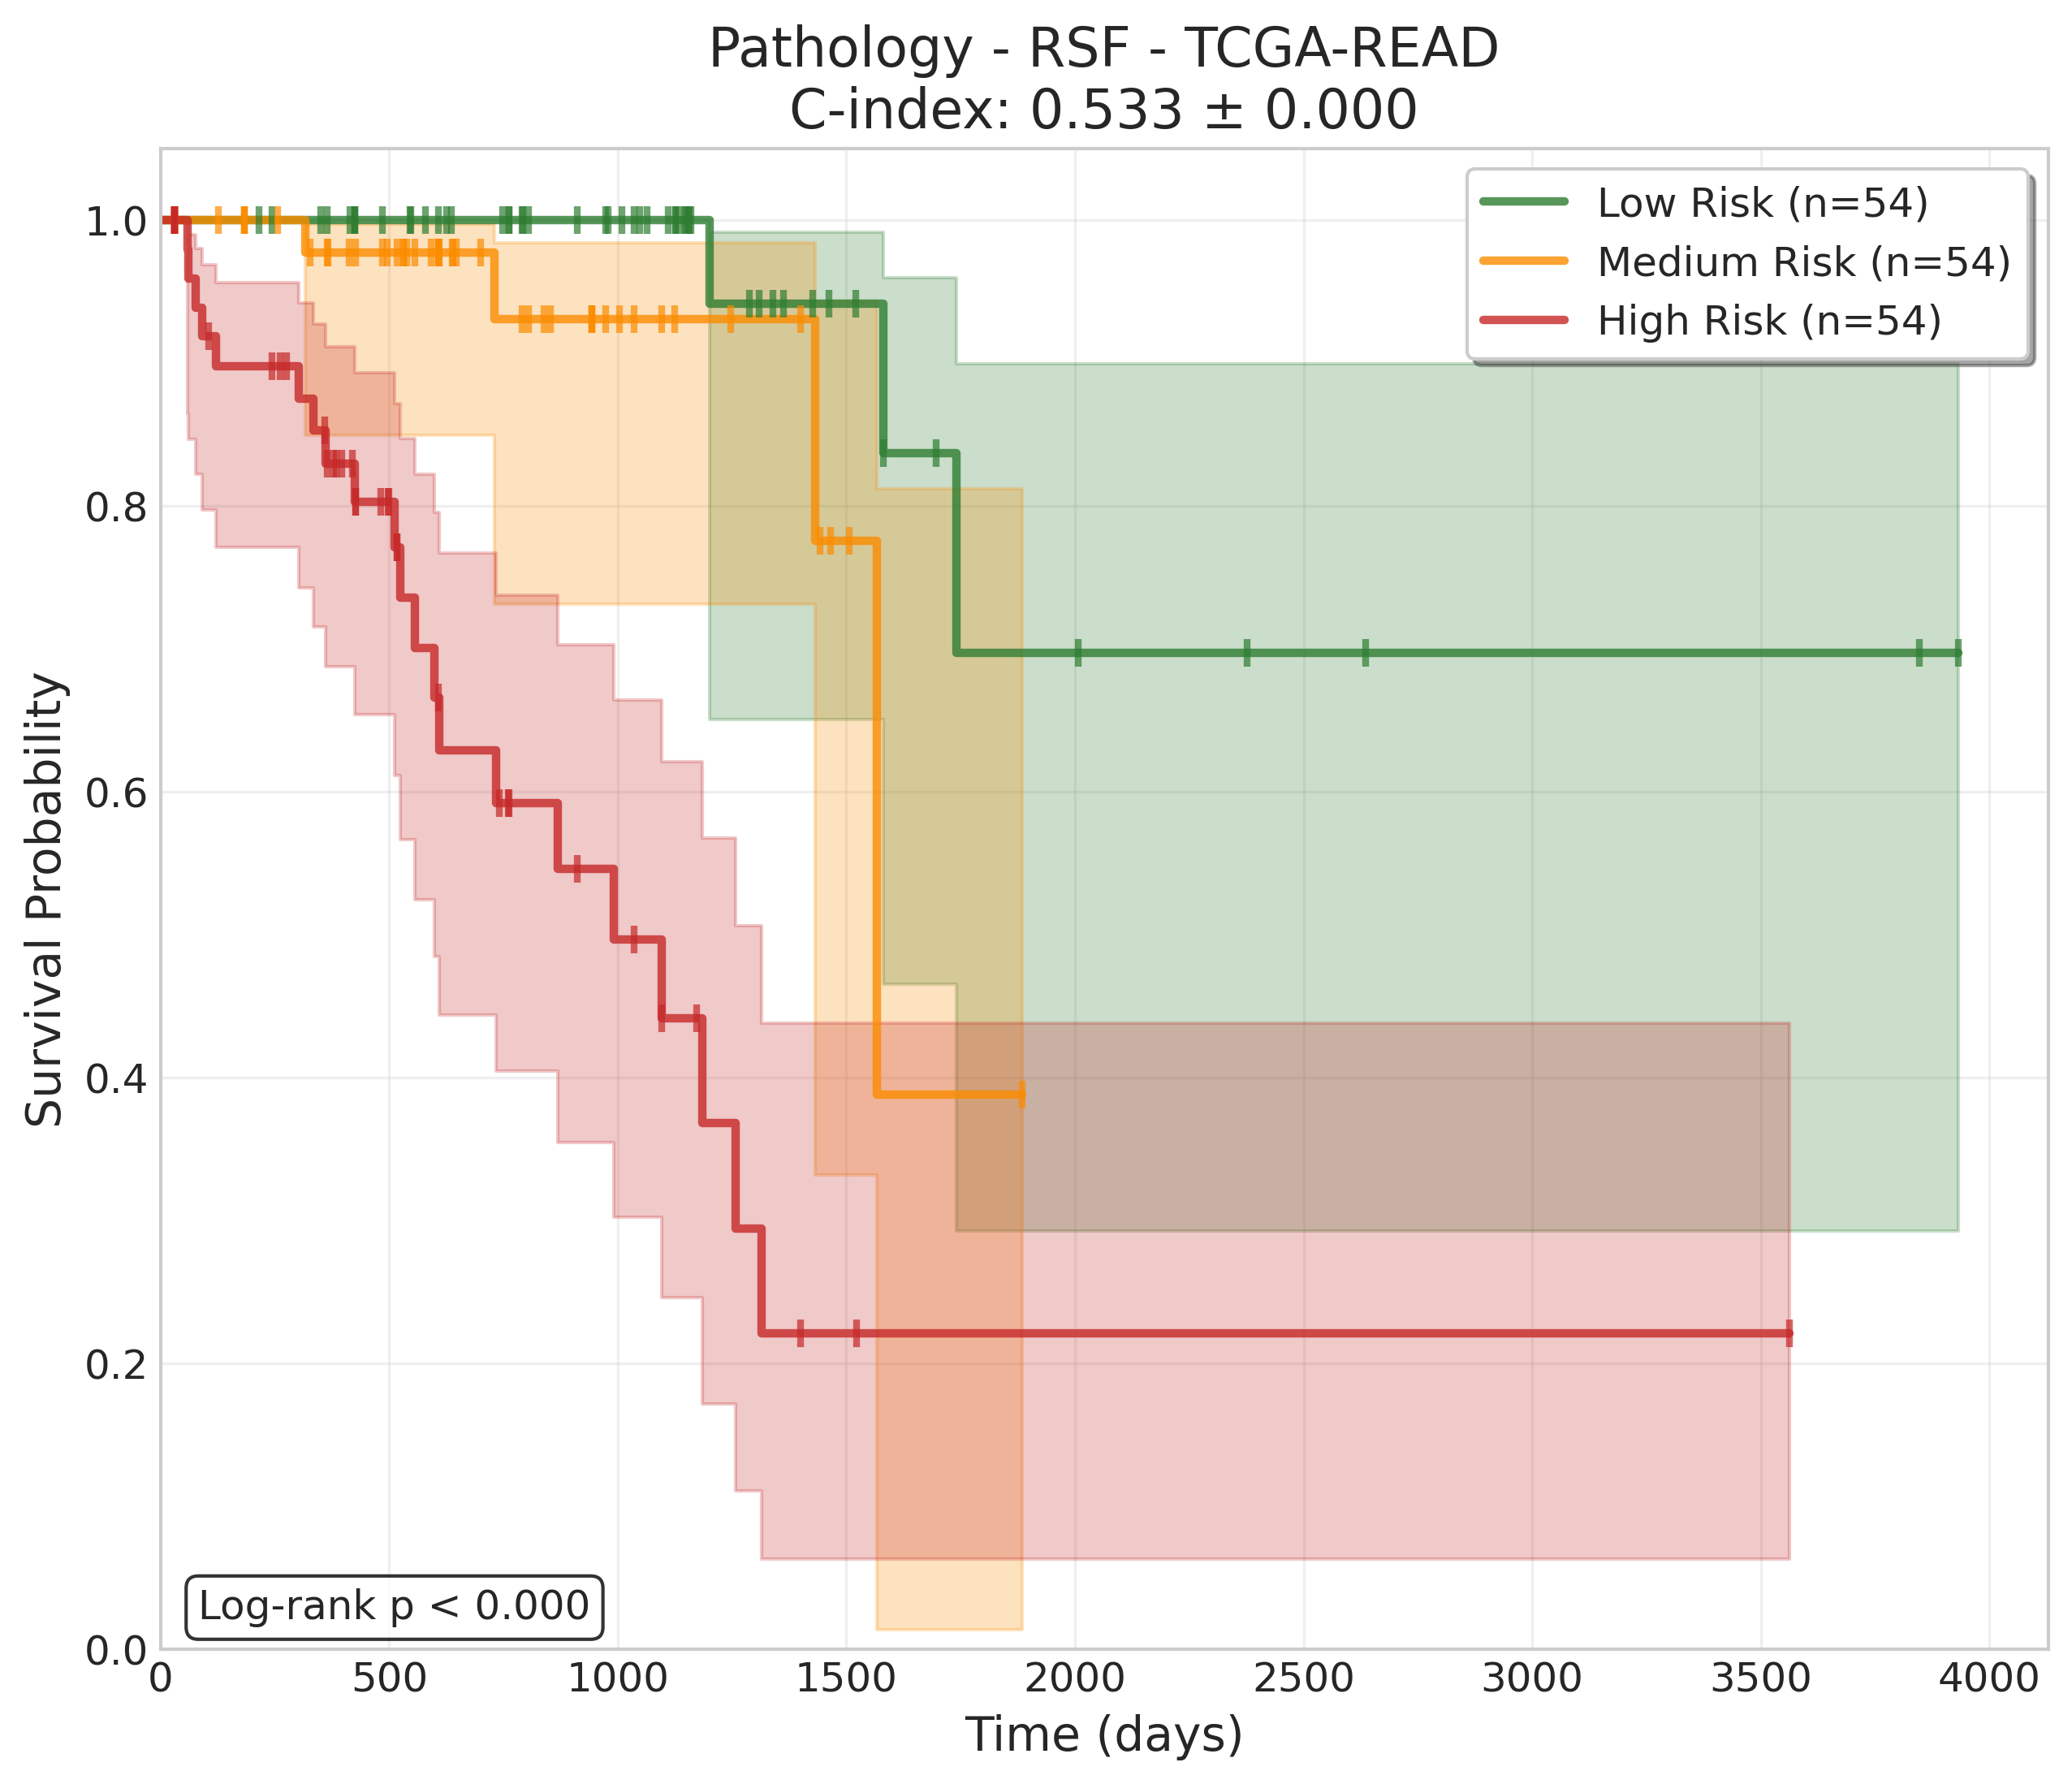 Pathology - RSF - TCGA-READ
C-index: 0.533 ± 0.000
Low Risk (n=54)
Medium Risk (n=54)
High Risk (n=54)
Survival Probability
1.0
0.8
0.6
0.4
0.2
0.0
Log-rank p < 0.000
0 500 1000 1500 2000 2500 3000 3500 4000
Time (days)